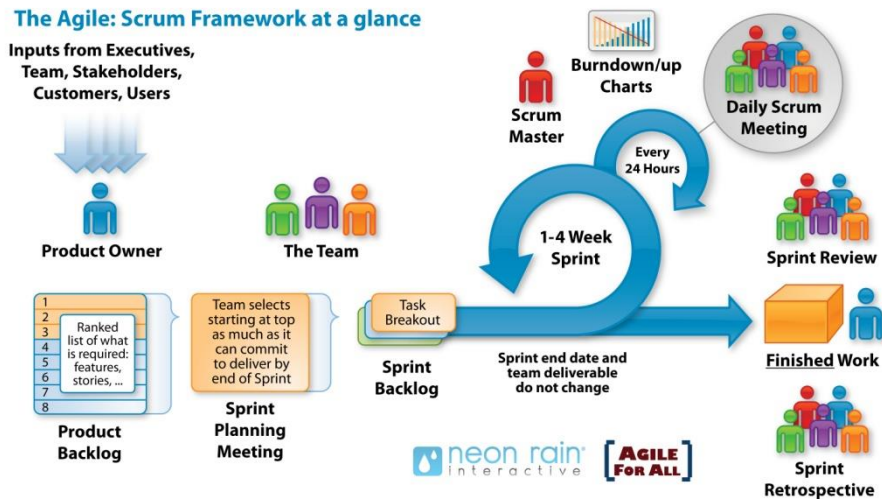 The Agile: Scrum Framework at a glance
Inputs from Executives,
Team, Stakeholders,
Customers, Users
Product Owner
The Team
Scrum
Master
Burndown/up
Charts
Daily Scrum
Meeting
Every
24 Hours
1-4 Week
Sprint
Sprint Review
1
2
3
4
5
6
7
8
Ranked
list of what
is required:
features,
stories, ...
Product
Backlog
Team selects
starting at top
as much as it
can commit
to deliver by
end of Sprint
Sprint
Planning
Meeting
Task
Breakout
Sprint
Backlog
Sprint end date and
team deliverable
do not change
Finished Work
Sprint
Retrospective
neon rain®
interactive
AGILE
FOR ALL